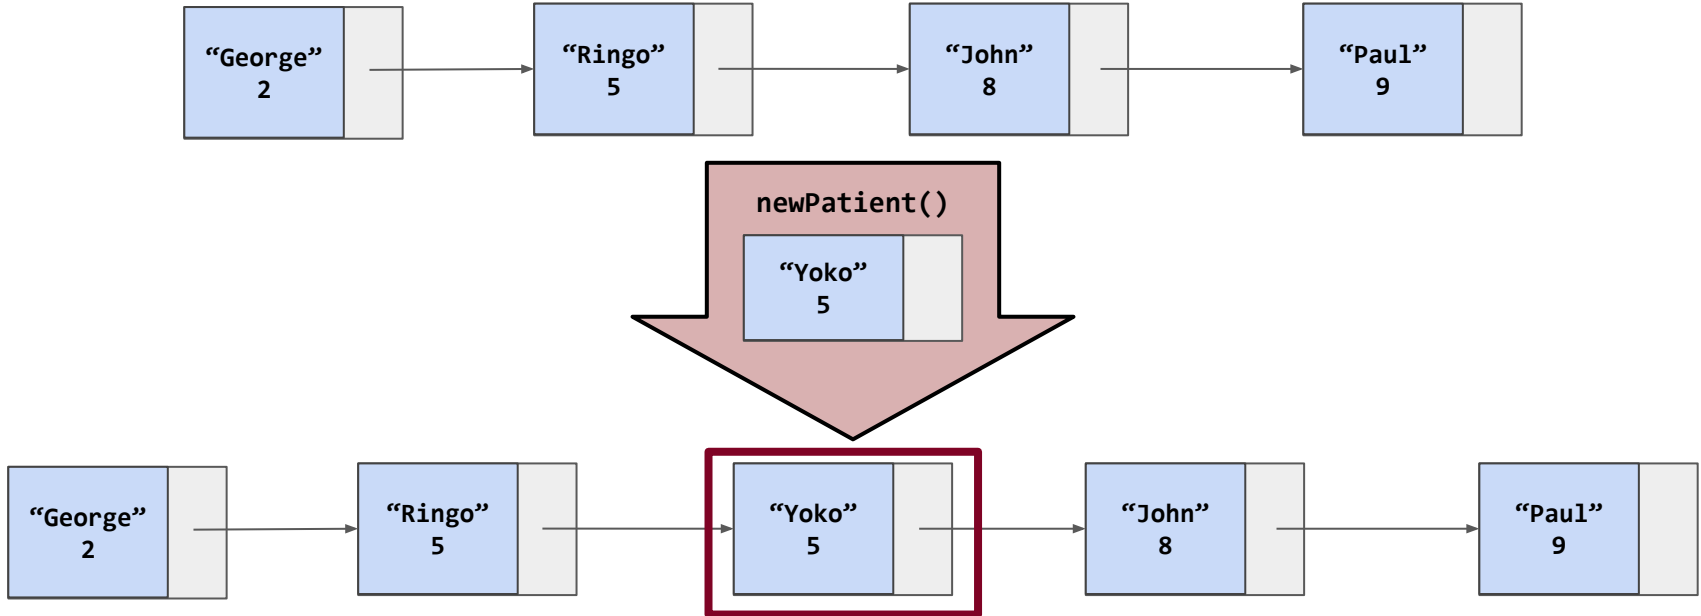 “George”
2
“Ringo”
5
“John”
8
“Paul”
9
newPatient()
“Yoko”
5
“George”
2
“Ringo”
5
“Yoko”
5
“John”
8
“Paul”
9